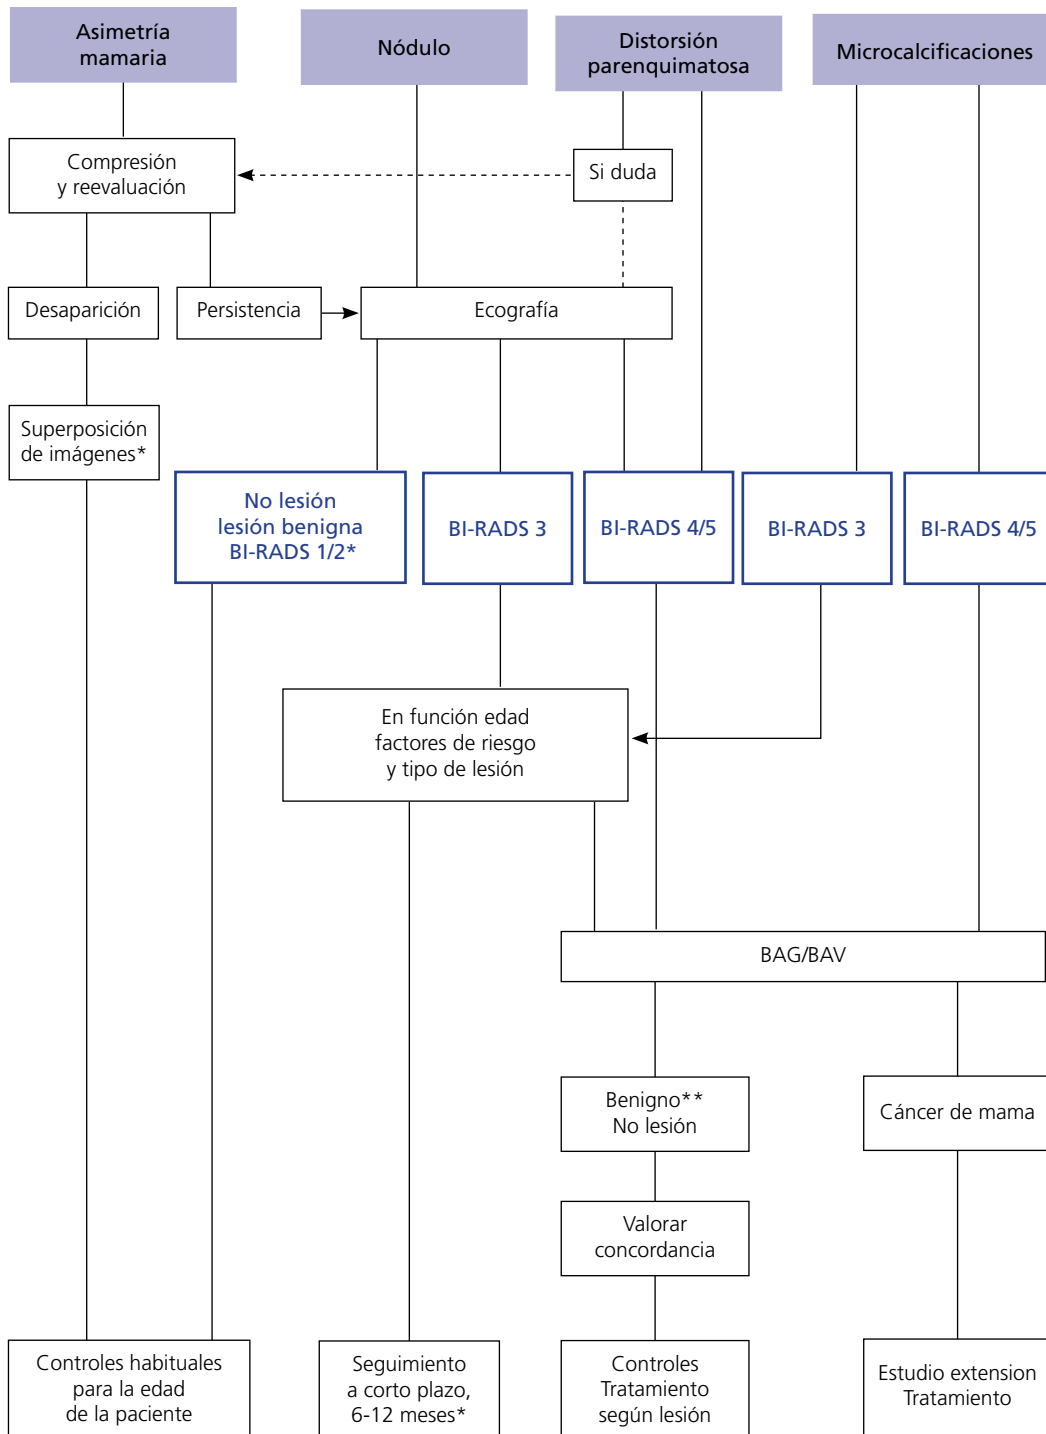 Asimetría
mamaria
Nódulo
Distorsión
parenquimatosa
Microcalcificaciones
Compresión
y reevaluación
Si duda
Desaparición
Persistencia
Ecografía
Superposición
de imágenes*
No lesión
lesión benigna
BI-RADS 1/2*
BI-RADS 3
BI-RADS 4/5
BI-RADS 3
BI-RADS 4/5
En función edad
factores de riesgo
y tipo de lesión
BAG/BAV
Benigno**
No lesión
Cáncer de mama
Valorar
concordancia
Controles habituales
para la edad
de la paciente
Seguimiento
a corto plazo,
6-12 meses*
Controles
Tratamiento
según lesión
Estudio extension
Tratamiento